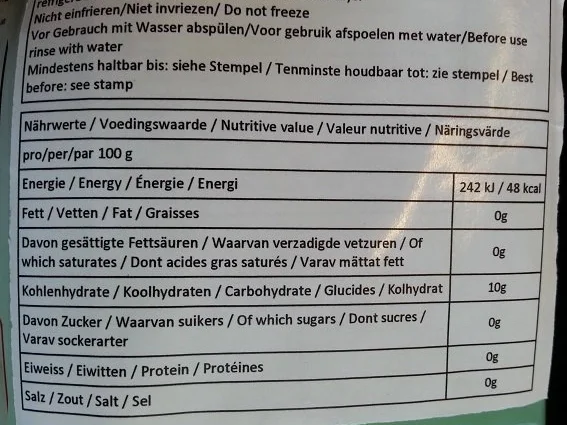 Nicht einfrieren/Niet invriezen/ Do not freeze
Vor Gebrauch mit Wasser abspülen/Voor gebruik afspoelen met water/Before use
rinse with water
Mindestens haltbar bis: siehe Stempel / Tenminste houdbaar tot: zie stempel / Best
before: see stamp
Nährwerte / Voedingswaarde / Nutritive value / Valeur nutritive / Näringsvärde
pro/per/par 100 g
Energie / Energy / Énergie / Energi 242 kJ / 48 kcal
Fett / Vetten / Fat / Graisses 0g
Davon gesättigte Fettsäuren / Waarvan verzadigde vetzuren / Of
which saturates / Dont acides gras saturés / Varav mättat fett 0g
Kohlenhydrate / Koolhydraten / Carbohydrate / Glucides / Kolhydrat 10g
Davon Zucker / Waarvan suikers / Of which sugars / Dont sucres /
Varav sockerarter 0g
Eiweiss / Eiwitten / Protein / Protéines 0g
Salz / Zout / Salt / Sel 0g